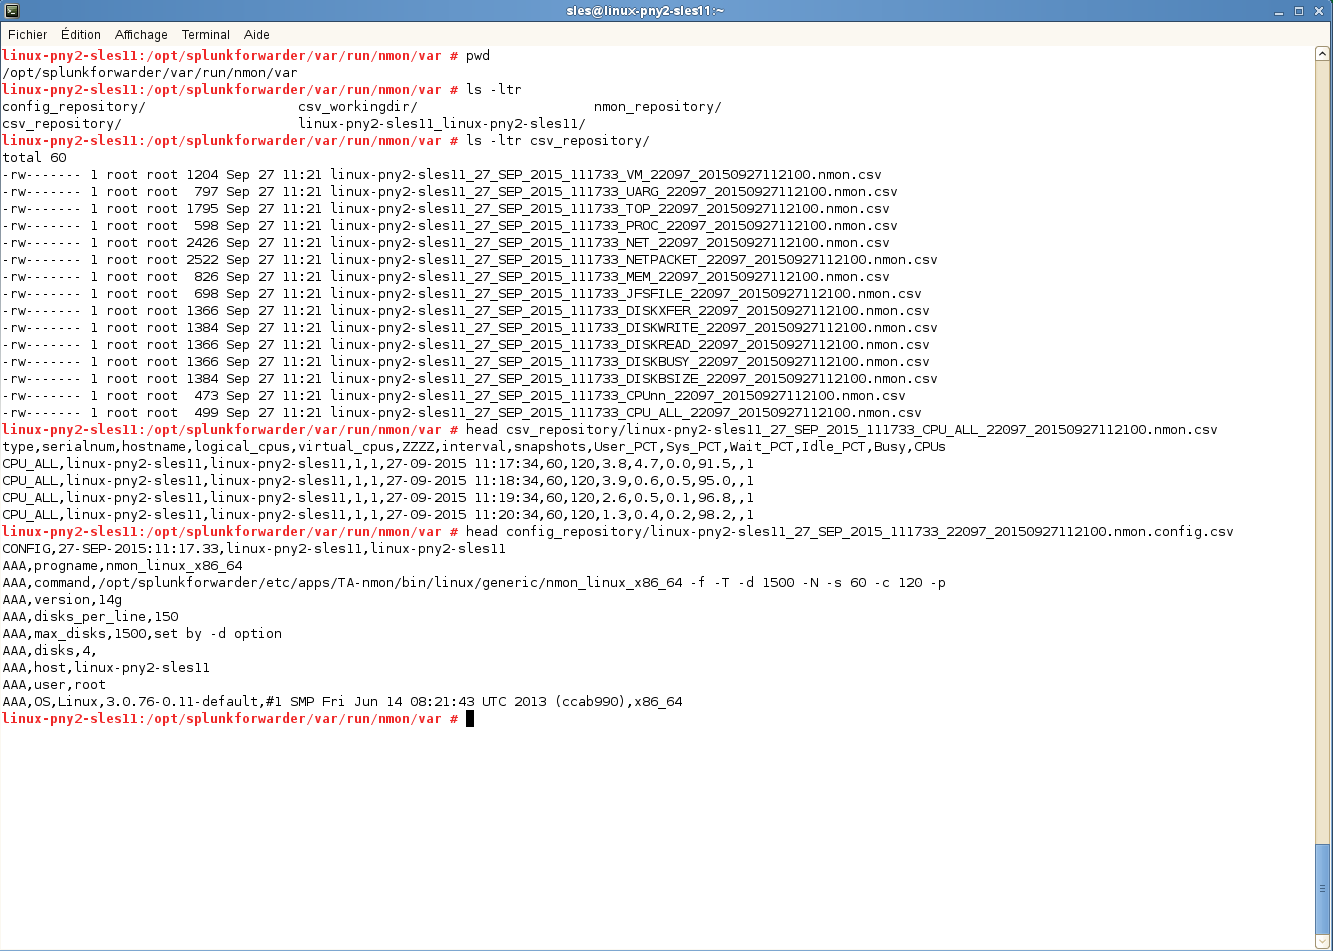 sles@linux-pny2-sles11:~
Fichier Édition Affichage Terminal Aide
linux-pny2-sles11:/opt/splunkforwarder/var/run/nmon/var # pwd
/opt/splunkforwarder/var/run/nmon/var
linux-pny2-sles11:/opt/splunkforwarder/var/run/nmon/var # ls -ltr
config_repository/ csv_workingdir/ nmon_repository/
csv_repository/ linux-pny2-sles11_linux-pny2-sles11/
linux-pny2-sles11:/opt/splunkforwarder/var/run/nmon/var # ls -ltr csv_repository/
total 60
-rw------- 1 root root 1204 Sep 27 11:21 linux-pny2-sles11_27_SEP_2015_111733_VM_22097_20150927112100.nmon.csv
-rw------- 1 root root  797 Sep 27 11:21 linux-pny2-sles11_27_SEP_2015_111733_UARG_22097_20150927112100.nmon.csv
-rw------- 1 root root 1795 Sep 27 11:21 linux-pny2-sles11_27_SEP_2015_111733_TOP_22097_20150927112100.nmon.csv
-rw------- 1 root root  598 Sep 27 11:21 linux-pny2-sles11_27_SEP_2015_111733_PROC_22097_20150927112100.nmon.csv
-rw------- 1 root root 2426 Sep 27 11:21 linux-pny2-sles11_27_SEP_2015_111733_NET_22097_20150927112100.nmon.csv
-rw------- 1 root root 2522 Sep 27 11:21 linux-pny2-sles11_27_SEP_2015_111733_NETPACKET_22097_20150927112100.nmon.csv
-rw------- 1 root root  826 Sep 27 11:21 linux-pny2-sles11_27_SEP_2015_111733_MEM_22097_20150927112100.nmon.csv
-rw------- 1 root root  698 Sep 27 11:21 linux-pny2-sles11_27_SEP_2015_111733_JFSFILE_22097_20150927112100.nmon.csv
-rw------- 1 root root 1366 Sep 27 11:21 linux-pny2-sles11_27_SEP_2015_111733_DISKXFER_22097_20150927112100.nmon.csv
-rw------- 1 root root 1384 Sep 27 11:21 linux-pny2-sles11_27_SEP_2015_111733_DISKWRITE_22097_20150927112100.nmon.csv
-rw------- 1 root root 1366 Sep 27 11:21 linux-pny2-sles11_27_SEP_2015_111733_DISKREAD_22097_20150927112100.nmon.csv
-rw------- 1 root root 1366 Sep 27 11:21 linux-pny2-sles11_27_SEP_2015_111733_DISKBUSY_22097_20150927112100.nmon.csv
-rw------- 1 root root 1384 Sep 27 11:21 linux-pny2-sles11_27_SEP_2015_111733_DISKBSIZE_22097_20150927112100.nmon.csv
-rw------- 1 root root  473 Sep 27 11:21 linux-pny2-sles11_27_SEP_2015_111733_CPUnn_22097_20150927112100.nmon.csv
-rw------- 1 root root  499 Sep 27 11:21 linux-pny2-sles11_27_SEP_2015_111733_CPU_ALL_22097_20150927112100.nmon.csv
linux-pny2-sles11:/opt/splunkforwarder/var/run/nmon/var # head csv_repository/linux-pny2-sles11_27_SEP_2015_111733_CPU_ALL_22097_20150927112100.nmon.csv
type,serialnum,hostname,logical_cpus,virtual_cpus,ZZZZ,interval,snapshots,User_PCT,Sys_PCT,Wait_PCT,Idle_PCT,Busy,CPUs
CPU_ALL,linux-pny2-sles11,linux-pny2-sles11,1,1,27-09-2015 11:17:34,60,120,3.8,4.7,0.0,91.5,,1
CPU_ALL,linux-pny2-sles11,linux-pny2-sles11,1,1,27-09-2015 11:18:34,60,120,3.9,0.6,0.5,95.0,,1
CPU_ALL,linux-pny2-sles11,linux-pny2-sles11,1,1,27-09-2015 11:19:34,60,120,2.6,0.5,0.1,96.8,,1
CPU_ALL,linux-pny2-sles11,linux-pny2-sles11,1,1,27-09-2015 11:20:34,60,120,1.3,0.4,0.2,98.2,,1
linux-pny2-sles11:/opt/splunkforwarder/var/run/nmon/var # head config_repository/linux-pny2-sles11_27_SEP_2015_111733_22097_20150927112100.nmon.config.csv
CONFIG,27-SEP-2015:11:17.33,linux-pny2-sles11,linux-pny2-sles11
AAA,progname,nmon_linux_x86_64
AAA,command,/opt/splunkforwarder/etc/apps/TA-nmon/bin/linux/generic/nmon_linux_x86_64 -f -T -d 1500 -N -s 60 -c 120 -p
AAA,version,14g
AAA,disks_per_line,150
AAA,max_disks,1500,set by -d option
AAA,disks,4,
AAA,host,linux-pny2-sles11
AAA,user,root
AAA,OS,Linux,3.0.76-0.11-default,#1 SMP Fri Jun 14 08:21:43 UTC 2013 (ccab990),x86_64
linux-pny2-sles11:/opt/splunkforwarder/var/run/nmon/var #